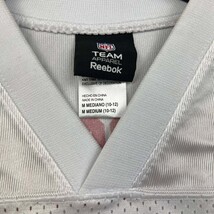 NFL
TEAM
APPAREL
Reebok
HECHO EN CHINA
MADE IN CHINA
M MEDIANO (10-12)
M MEDIUM (10-12)